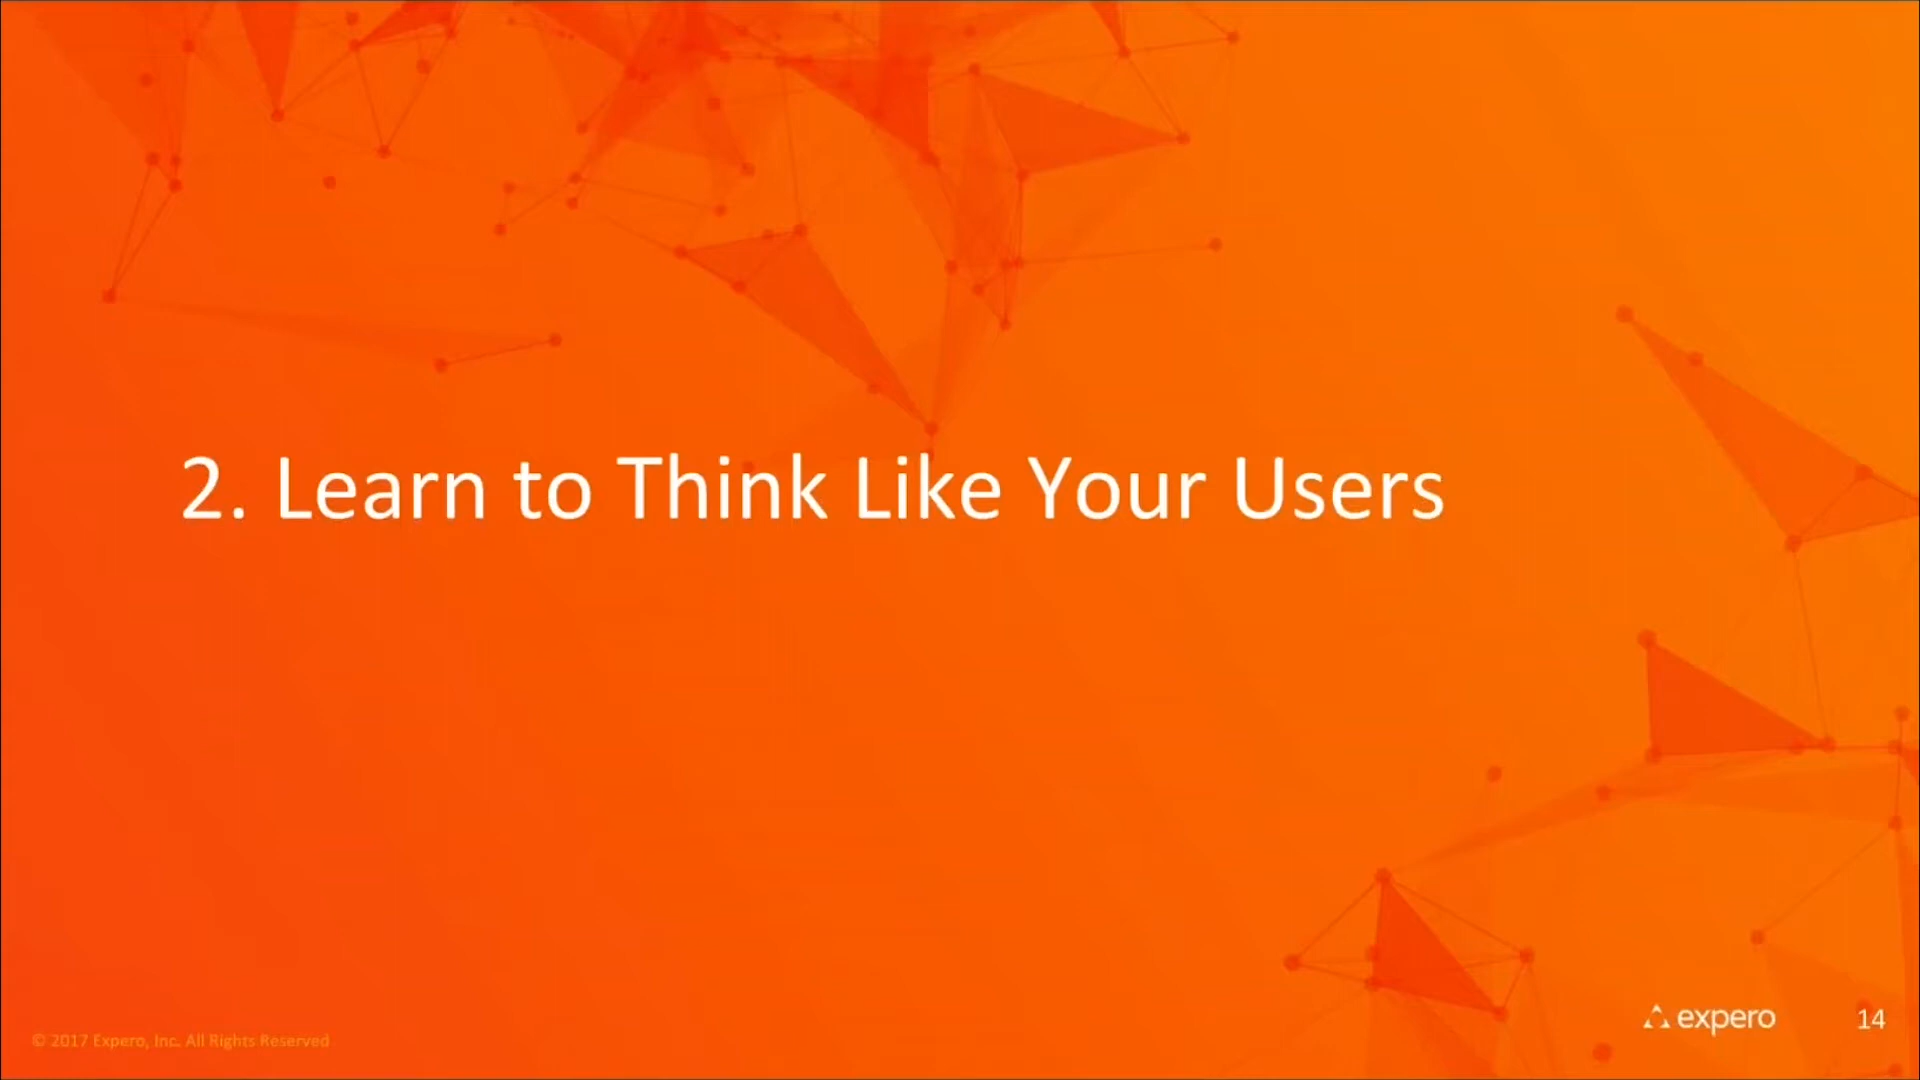 2. Learn to Think Like Your Users
© 2017 Expero, Inc. All Rights Reserved
expero
14